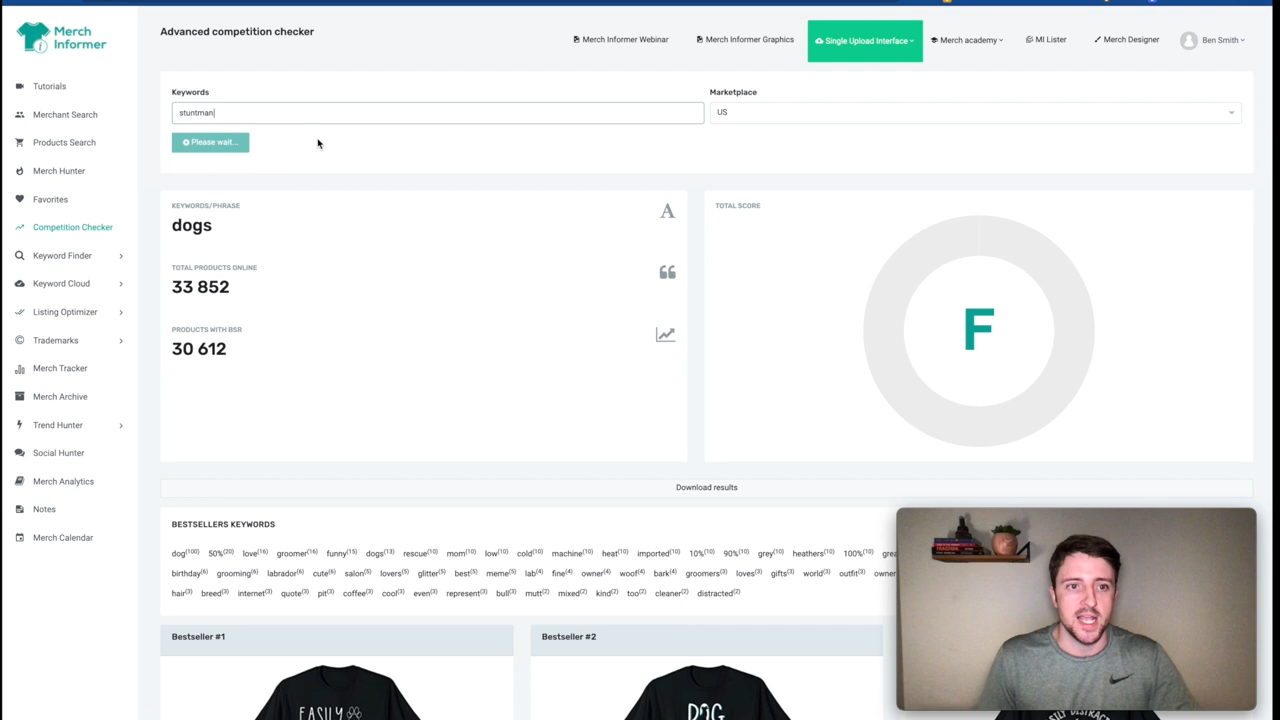 Merch
Informer
Advanced competition checker
Merch Informer Webinar
Merch Informer Graphics
Single Upload Interface
Merch academy
MI Lister
Merch Designer
Ben Smith
Tutorials
Merchant Search
Products Search
Merch Hunter
Favorites
Competition Checker
Keyword Finder
Keyword Cloud
Listing Optimizer
Trademarks
Merch Tracker
Merch Archive
Trend Hunter
Social Hunter
Merch Analytics
Notes
Merch Calendar
Keywords
stuntman
Please wait...
Marketplace
US
KEYWORDS/PHRASE
dogs
TOTAL PRODUCTS ONLINE
33 852
PRODUCTS WITH BSR
30 612
TOTAL SCORE
F
Download results
BESTSELLERS KEYWORDS
dog(100) 50%(20) love(16) groomer(16) funny(15) dogs(13) rescue(10) mom(10) low(10) cold(10) machine(10) heat(10) imported(10) 10%(10) 90%(10) grey(10) heathers(10) 100%(10) grea
birthday(6) grooming(6) labrador(6) cute(6) salon(5) lovers(5) glitter(5) best(5) meme(5) lab(4) fine(4) owner(4) woof(4) bark(4) groomers(3) loves(3) gifts(3) world(3) outfit(3) owner
hair(3) breed(3) internet(3) quote(3) pit(3) coffee(3) cool(3) even(3) represent(3) bull(3) mutt(2) mixed(2) kind(2) too(2) cleaner(2) distracted(2)
Bestseller #1
Bestseller #2
EASILY
DOG